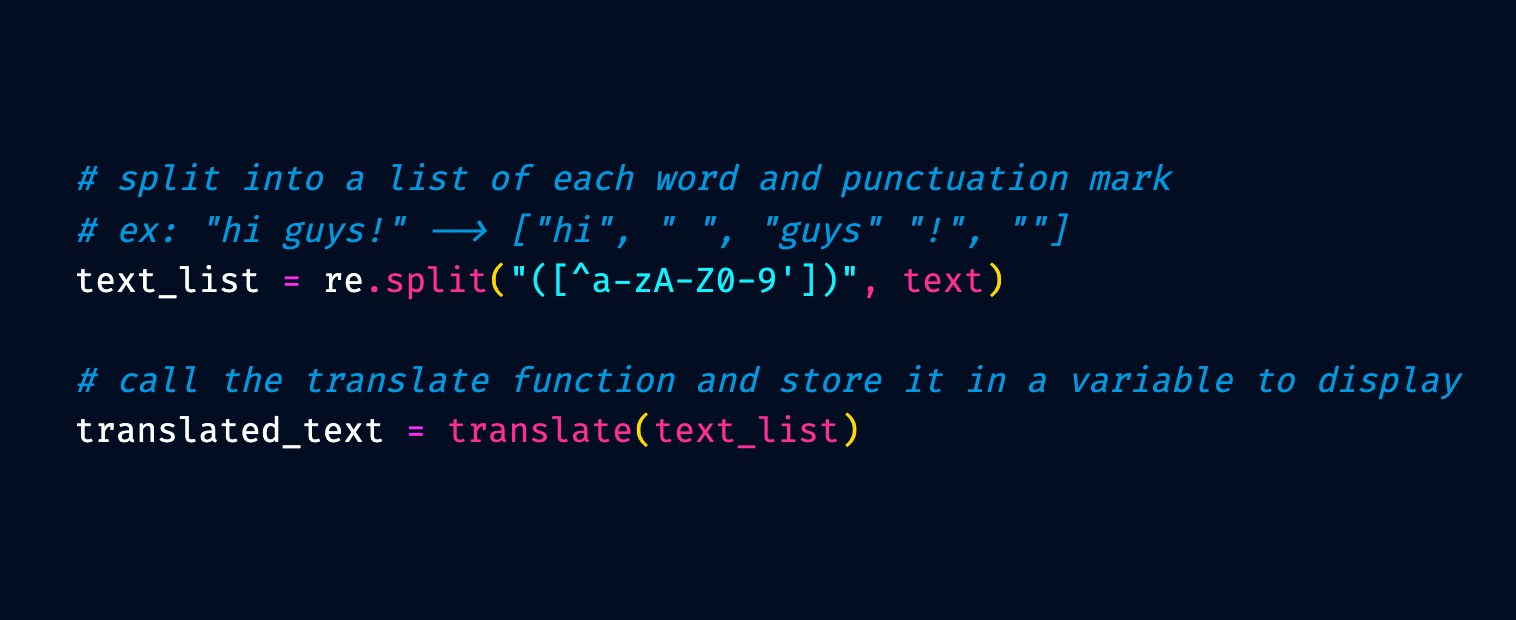 # split into a list of each word and punctuation mark
# ex: "hi guys!" --> ["hi", " ", "guys" "!", ""]
text_list = re.split("([^a-zA-Z0-9'])", text)
# call the translate function and store it in a variable to display
translated_text = translate(text_list)